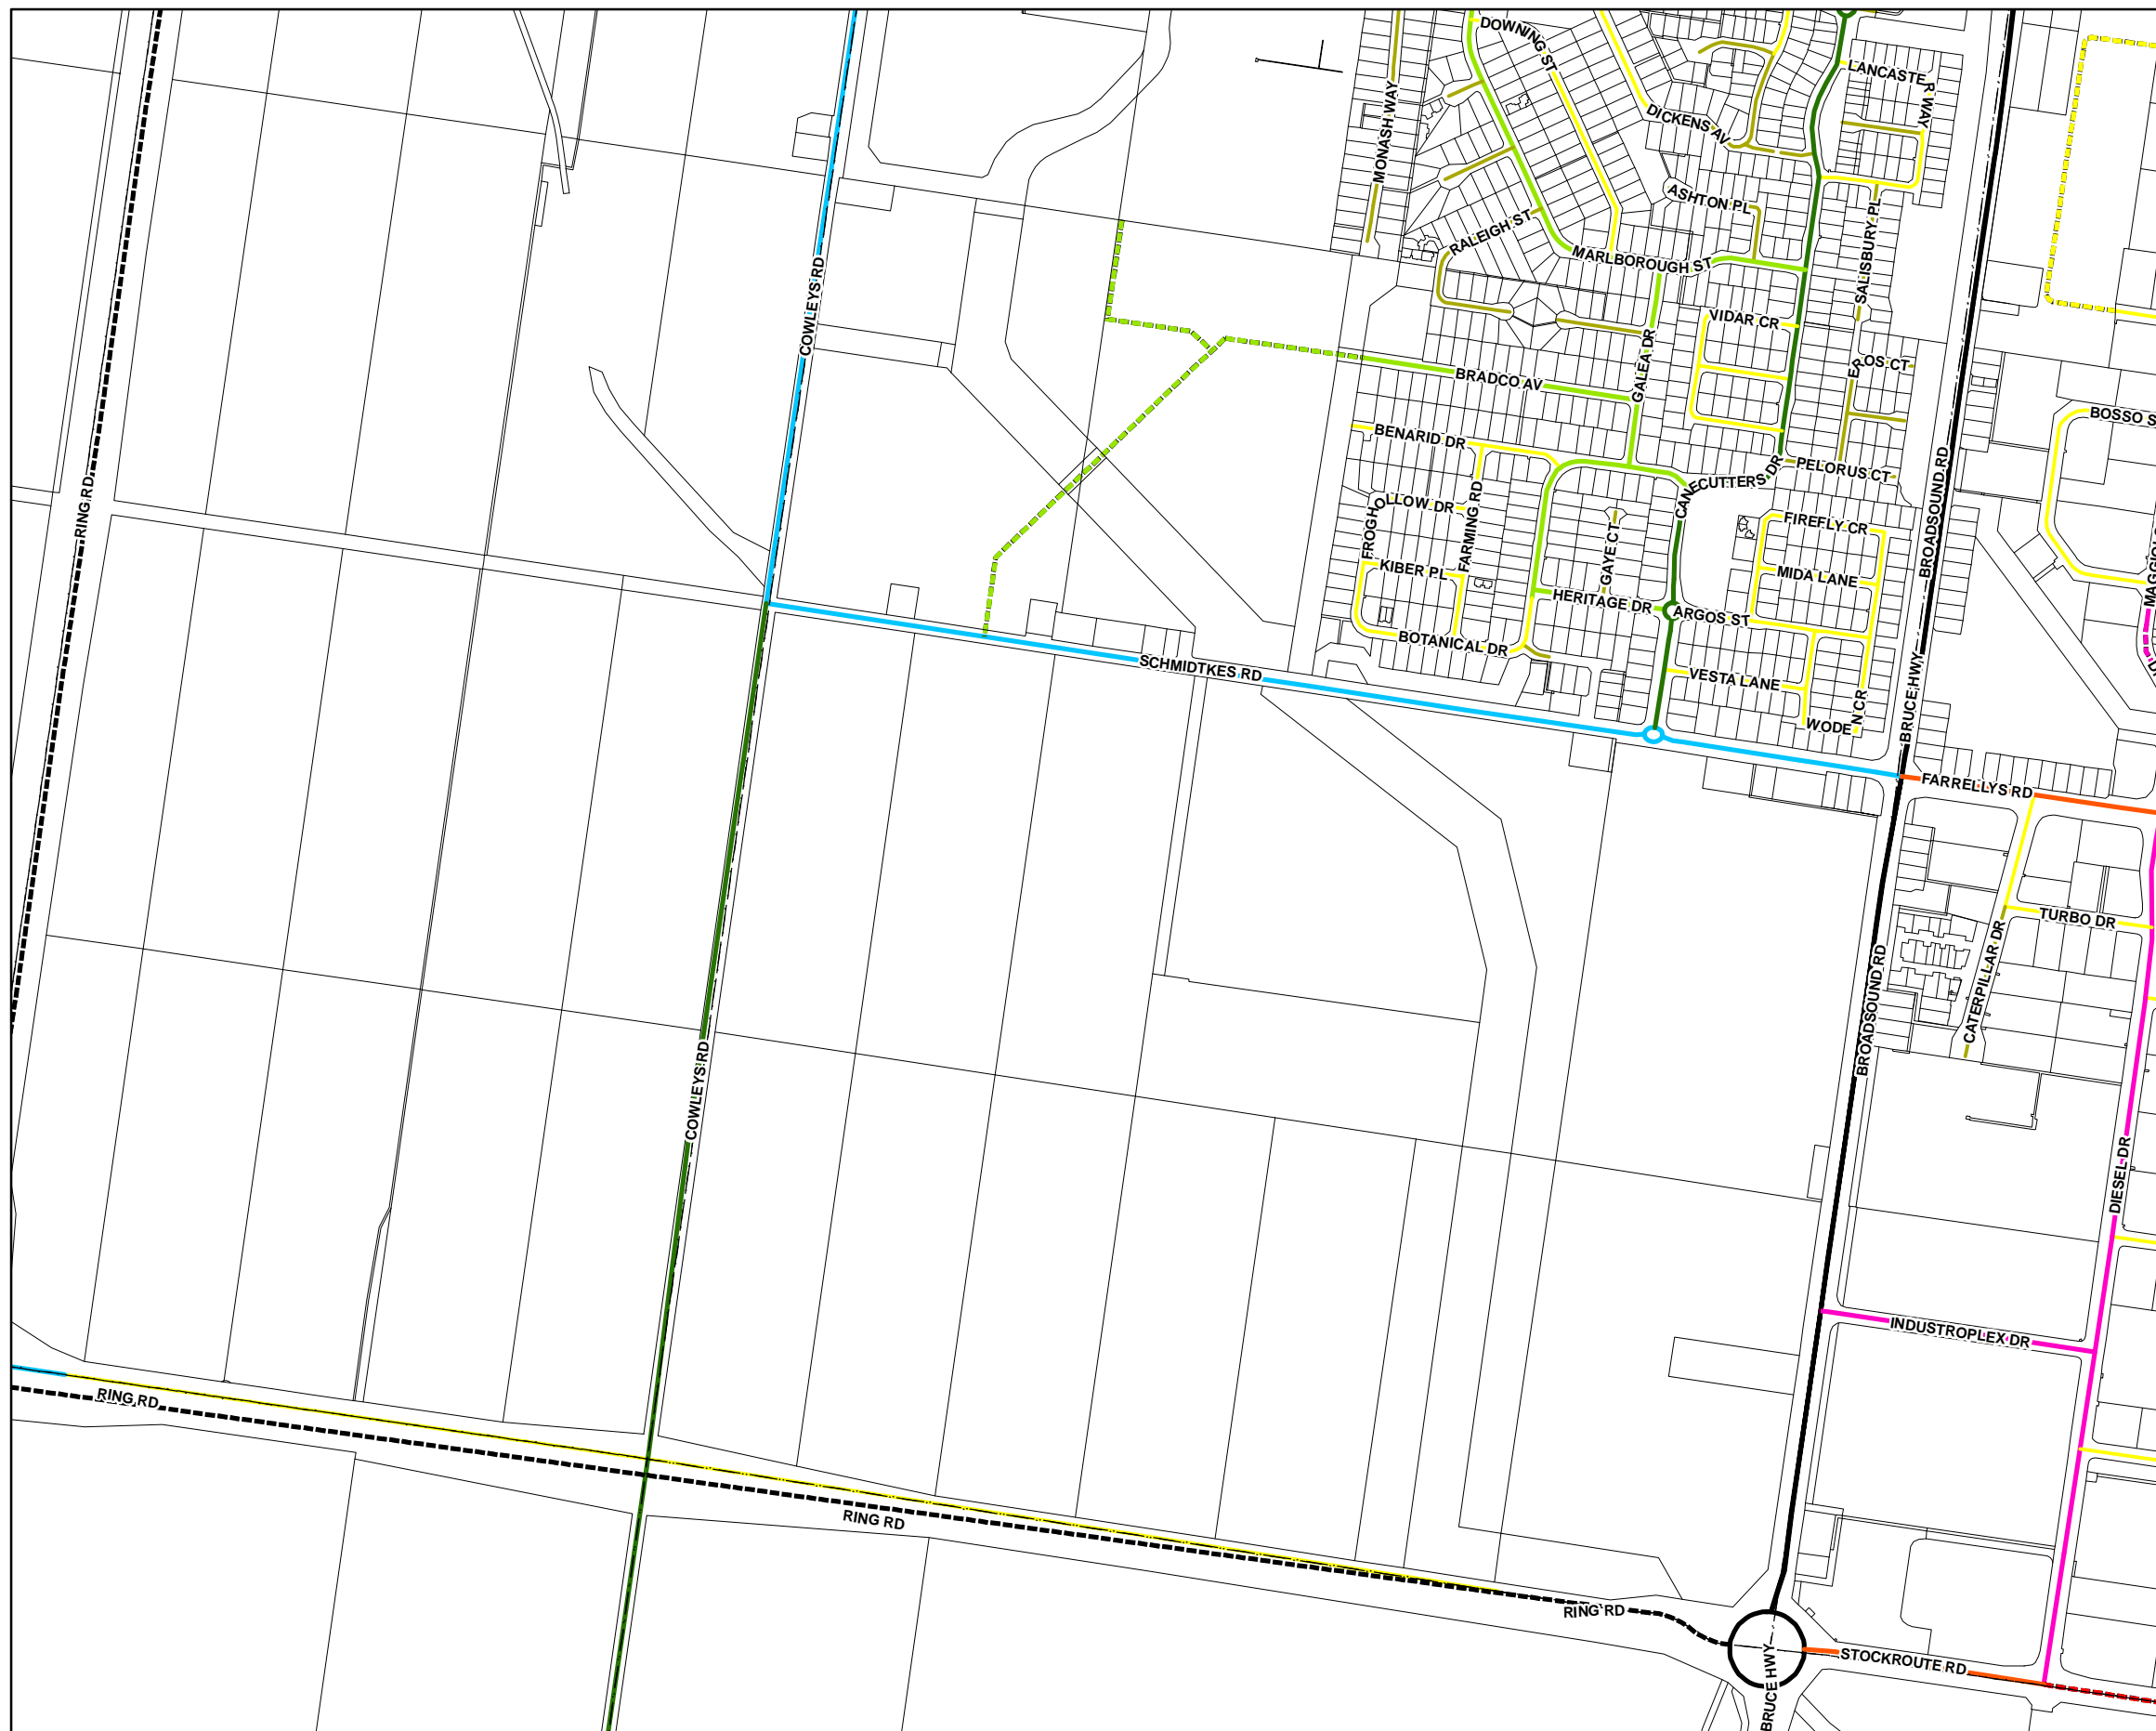 DOWNING ST
LANCASTER WAY
MONASH WAY
DICKENS AV
ASHTON PL
RALEIGH ST
MARLBOROUGH ST
SALISBURY PL
COWLEYS RD
VIDAR CR
GALEA DR
EROS CT
BRADCO AV
BOSSO S
BENARID DR
RING RD
CANECUTTERS DR
PELORUS CT
BROADSOUND RD
FROGHOLLOW DR
FARMING RD
GAYE CT
FIREFLY CR
KIBER PL
MIDA LANE
HERITAGE DR
ARGOS ST
BOTANICAL DR
SCHMIDTKES RD
VESTA LANE
WODEN CR
BRUCE HWY
FARRELLYS RD
TURBO DR
CATERPILLAR DR
BROADSOUND RD
COWLEYS RD
DIESEL DR
INDUSTROPLEX DR
RING RD
RING RD
RING RD
STOCKROUTE RD
BRUCE HWY